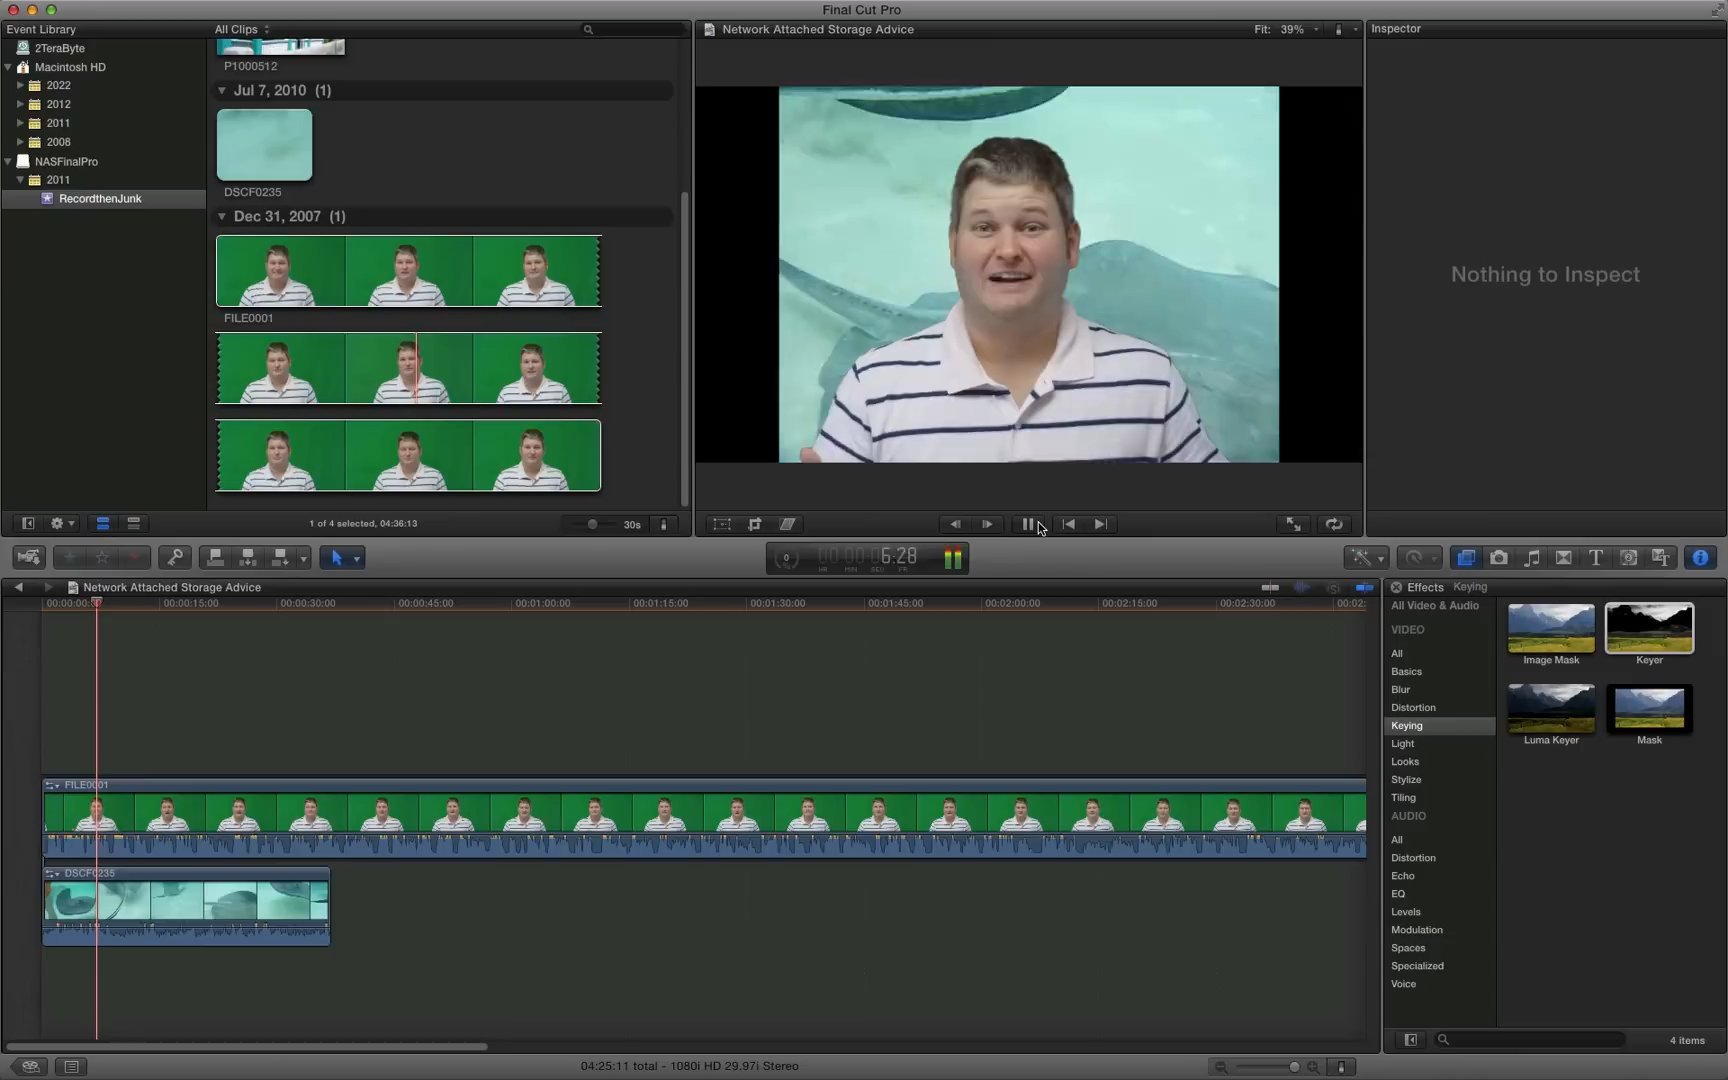 Final Cut Pro
Event Library
All Clips
Network Attached Storage Advice
Fit: 39%
Inspector
2TeraByte
Macintosh HD
2022
2012
2011
2008
NASFinalPro
2011
RecordthenJunk
P1000512
Jul 7, 2010 (1)
DSCF0235
Dec 31, 2007 (1)
FILE0001
Nothing to Inspect
1 of 4 selected, 04:36:13
30s
6:28
HR MIN SEC FR
Network Attached Storage Advice
00:00:15:00
00:00:30:00
00:00:45:00
00:01:00:00
00:01:15:00
00:01:30:00
00:01:45:00
00:02:00:00
00:02:15:00
00:02:30:00
FILE0001
DSCF0235
Effects
Keying
All Video & Audio
VIDEO
All
Basics
Blur
Distortion
Keying
Light
Looks
Stylize
Tiling
AUDIO
All
Distortion
Echo
EQ
Levels
Modulation
Spaces
Specialized
Voice
Image Mask
Keyer
Luma Keyer
Mask
4 items
04:25:11 total - 1080i HD 29.97i Stereo